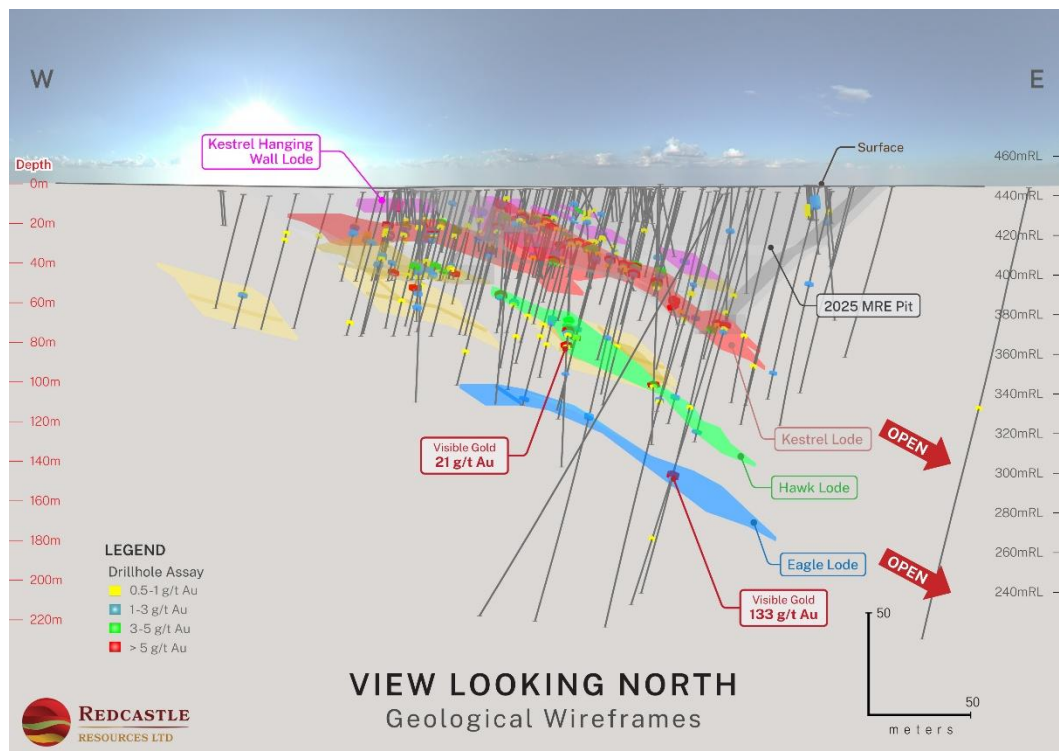 W
E
Kestrel Hanging
Wall Lode
Surface
Depth
0m
20m
40m
60m
80m
100m
120m
140m
160m
180m
200m
220m
460mRL
440mRL
420mRL
400mRL
380mRL
360mRL
340mRL
320mRL
300mRL
280mRL
260mRL
240mRL
2025 MRE Pit
Kestrel Lode
OPEN
Visible Gold
21 g/t Au
Hawk Lode
Eagle Lode
OPEN
Visible Gold
133 g/t Au
LEGEND
Drillhole Assay
0.5-1 g/t Au
1-3 g/t Au
3-5 g/t Au
> 5 g/t Au
50
50
meters
VIEW LOOKING NORTH
Geological Wireframes
REDCASTLE
RESOURCES LTD